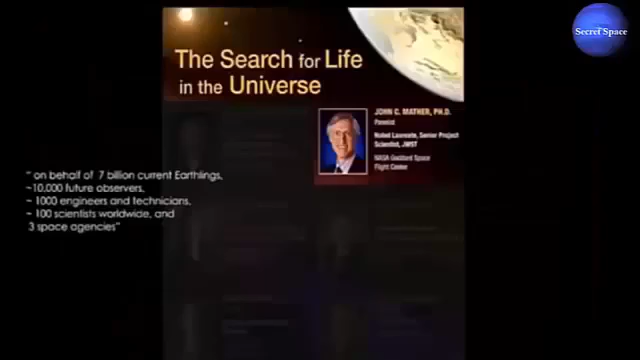 Secret Space
The Search for Life
in the Universe
JOHN C. MATHER, PH.D.
Panelist
Nobel Laureate, Senior Project
Scientist, JWST
NASA Goddard Space
Flight Center
" on behalf of 7 billion current Earthlings,
~10,000 future observers,
~ 1000 engineers and technicians,
~ 100 scientists worldwide, and
3 space agencies"